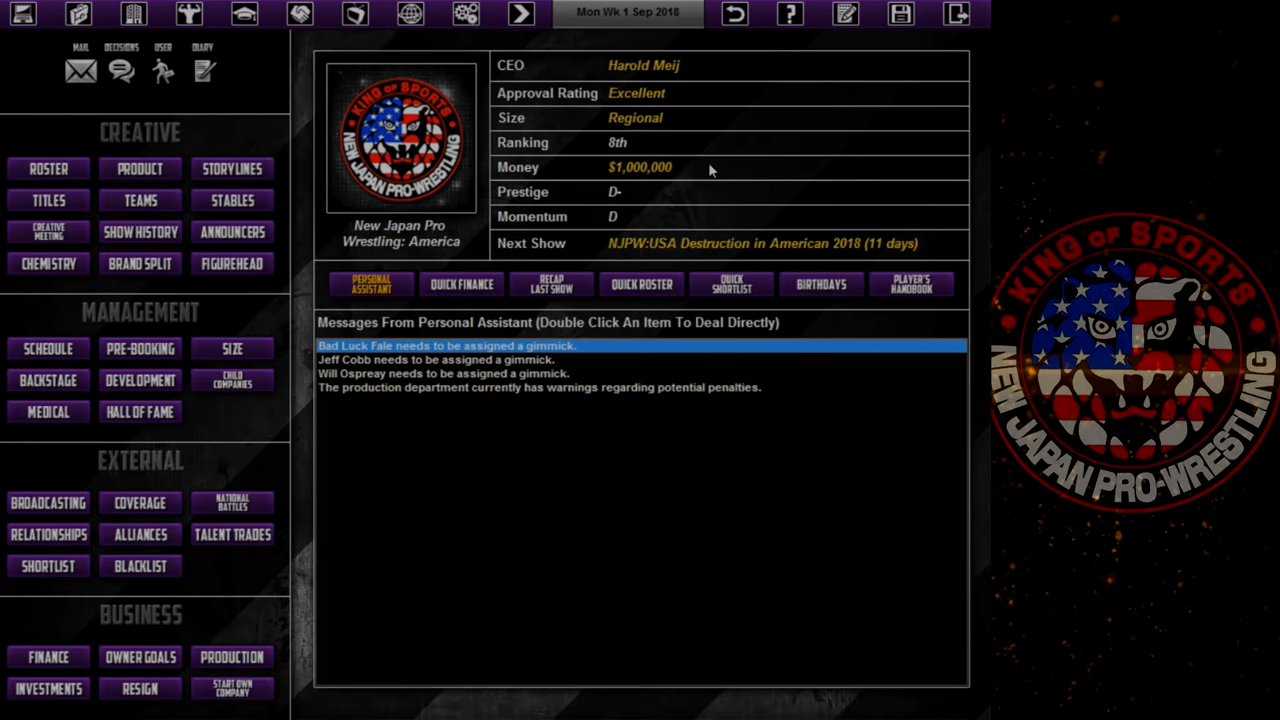 Mon Wk 1 Sep 2018
MAIL DECISIONS USER DIARY
CREATIVE
ROSTER PRODUCT STORYLINES
TITLES TEAMS STABLES
CREATIVE MEETING SHOW HISTORY ANNOUNCERS
CHEMISTRY BRAND SPLIT FIGUREHEAD
MANAGEMENT
SCHEDULE PRE-BOOKING SIZE
BACKSTAGE DEVELOPMENT CHILD COMPANIES
MEDICAL HALL OF FAME
EXTERNAL
BROADCASTING COVERAGE NATIONAL BATTLES
RELATIONSHIPS ALLIANCES TALENT TRADES
SHORTLIST BLACKLIST
BUSINESS
FINANCE OWNER GOALS PRODUCTION
INVESTMENTS RESIGN START OWN COMPANY
KING OF SPORTS
NEW JAPAN PRO-WRESTLING
New Japan Pro
Wrestling: America
CEO Harold Meij
Approval Rating Excellent
Size Regional
Ranking 8th
Money $1,000,000
Prestige D-
Momentum D
Next Show NJPW:USA Destruction in American 2018 (11 days)
PERSONAL ASSISTANT QUICK FINANCE RECAP LAST SHOW QUICK ROSTER QUICK SHORTLIST BIRTHDAYS PLAYER'S HANDBOOK
Messages From Personal Assistant (Double Click An Item To Deal Directly)
Bad Luck Fale needs to be assigned a gimmick.
Jeff Cobb needs to be assigned a gimmick.
Will Ospreay needs to be assigned a gimmick.
The production department currently has warnings regarding potential penalties.
KING OF SPORTS
NEW JAPAN PRO-WRESTLING